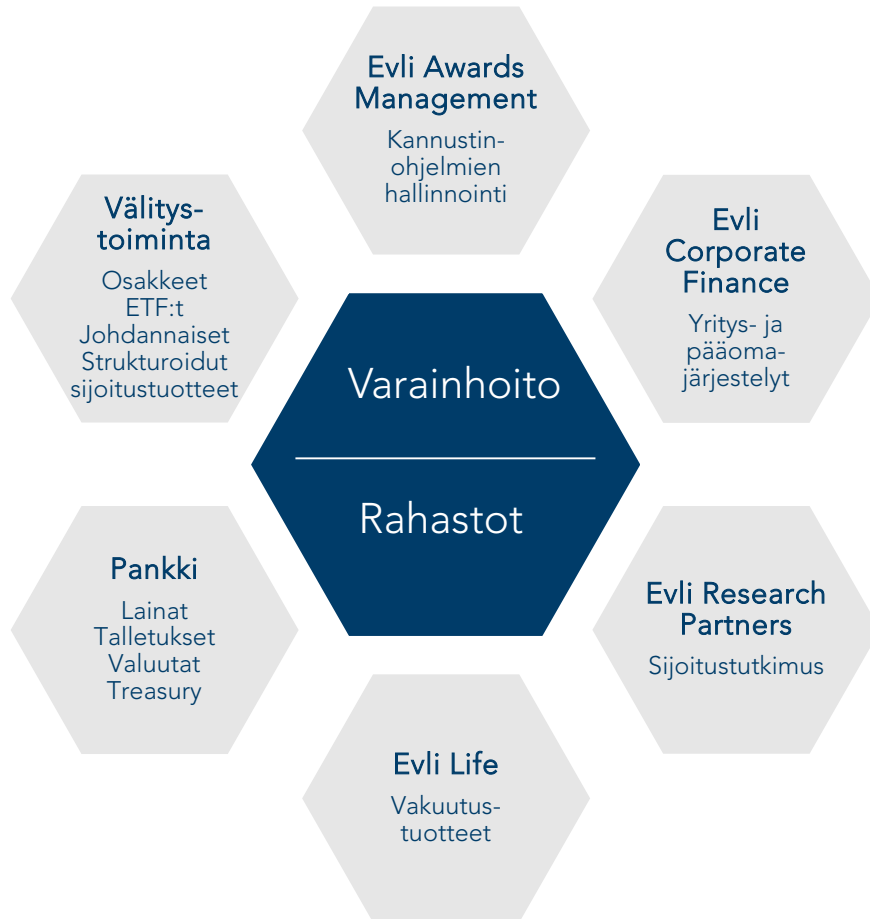 Evli Awards
Management
Kannustin-
ohjelmien
hallinnointi
Välitys-
toiminta
Osakkeet
ETF:t
Johdannaiset
Strukturoidut
sijoitustuotteet
Evli
Corporate
Finance
Yritys- ja
pääoma-
järjestelyt
Varainhoito
Rahastot
Pankki
Lainat
Talletukset
Valuutat
Treasury
Evli Research
Partners
Sijoitustutkimus
Evli Life
Vakuutus-
tuotteet